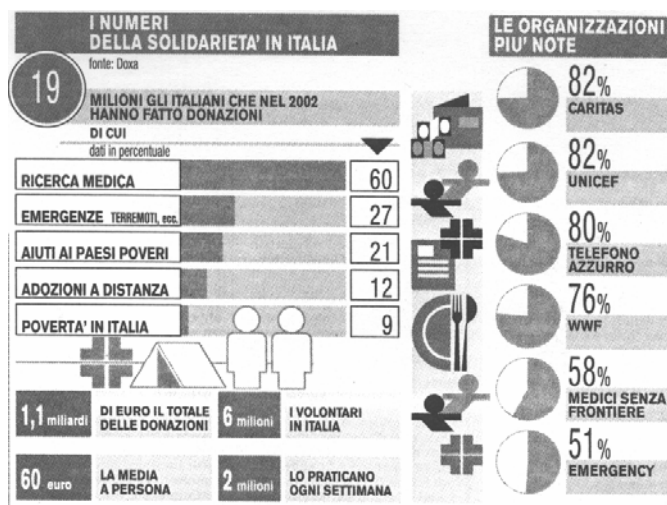 I NUMERI
DELLA SOLIDARIETA' IN ITALIA
fonte: Doxa
19
MILIONI GLI ITALIANI CHE NEL 2002
HANNO FATTO DONAZIONI
DI CUI
dati in percentuale
RICERCA MEDICA 60
EMERGENZE TERREMOTI, ecc. 27
AIUTI AI PAESI POVERI 21
ADOZIONI A DISTANZA 12
POVERTA' IN ITALIA 9
1,1 miliardi
DI EURO IL TOTALE
DELLE DONAZIONI
6 milioni
I VOLONTARI
IN ITALIA
60 euro
LA MEDIA
A PERSONA
2 milioni
LO PRATICANO
OGNI SETTIMANA
LE ORGANIZZAZIONI
PIU' NOTE
82%
CARITAS
82%
UNICEF
80%
TELEFONO
AZZURRO
76%
WWF
58%
MEDICI SENZA
FRONTIERE
51%
EMERGENCY